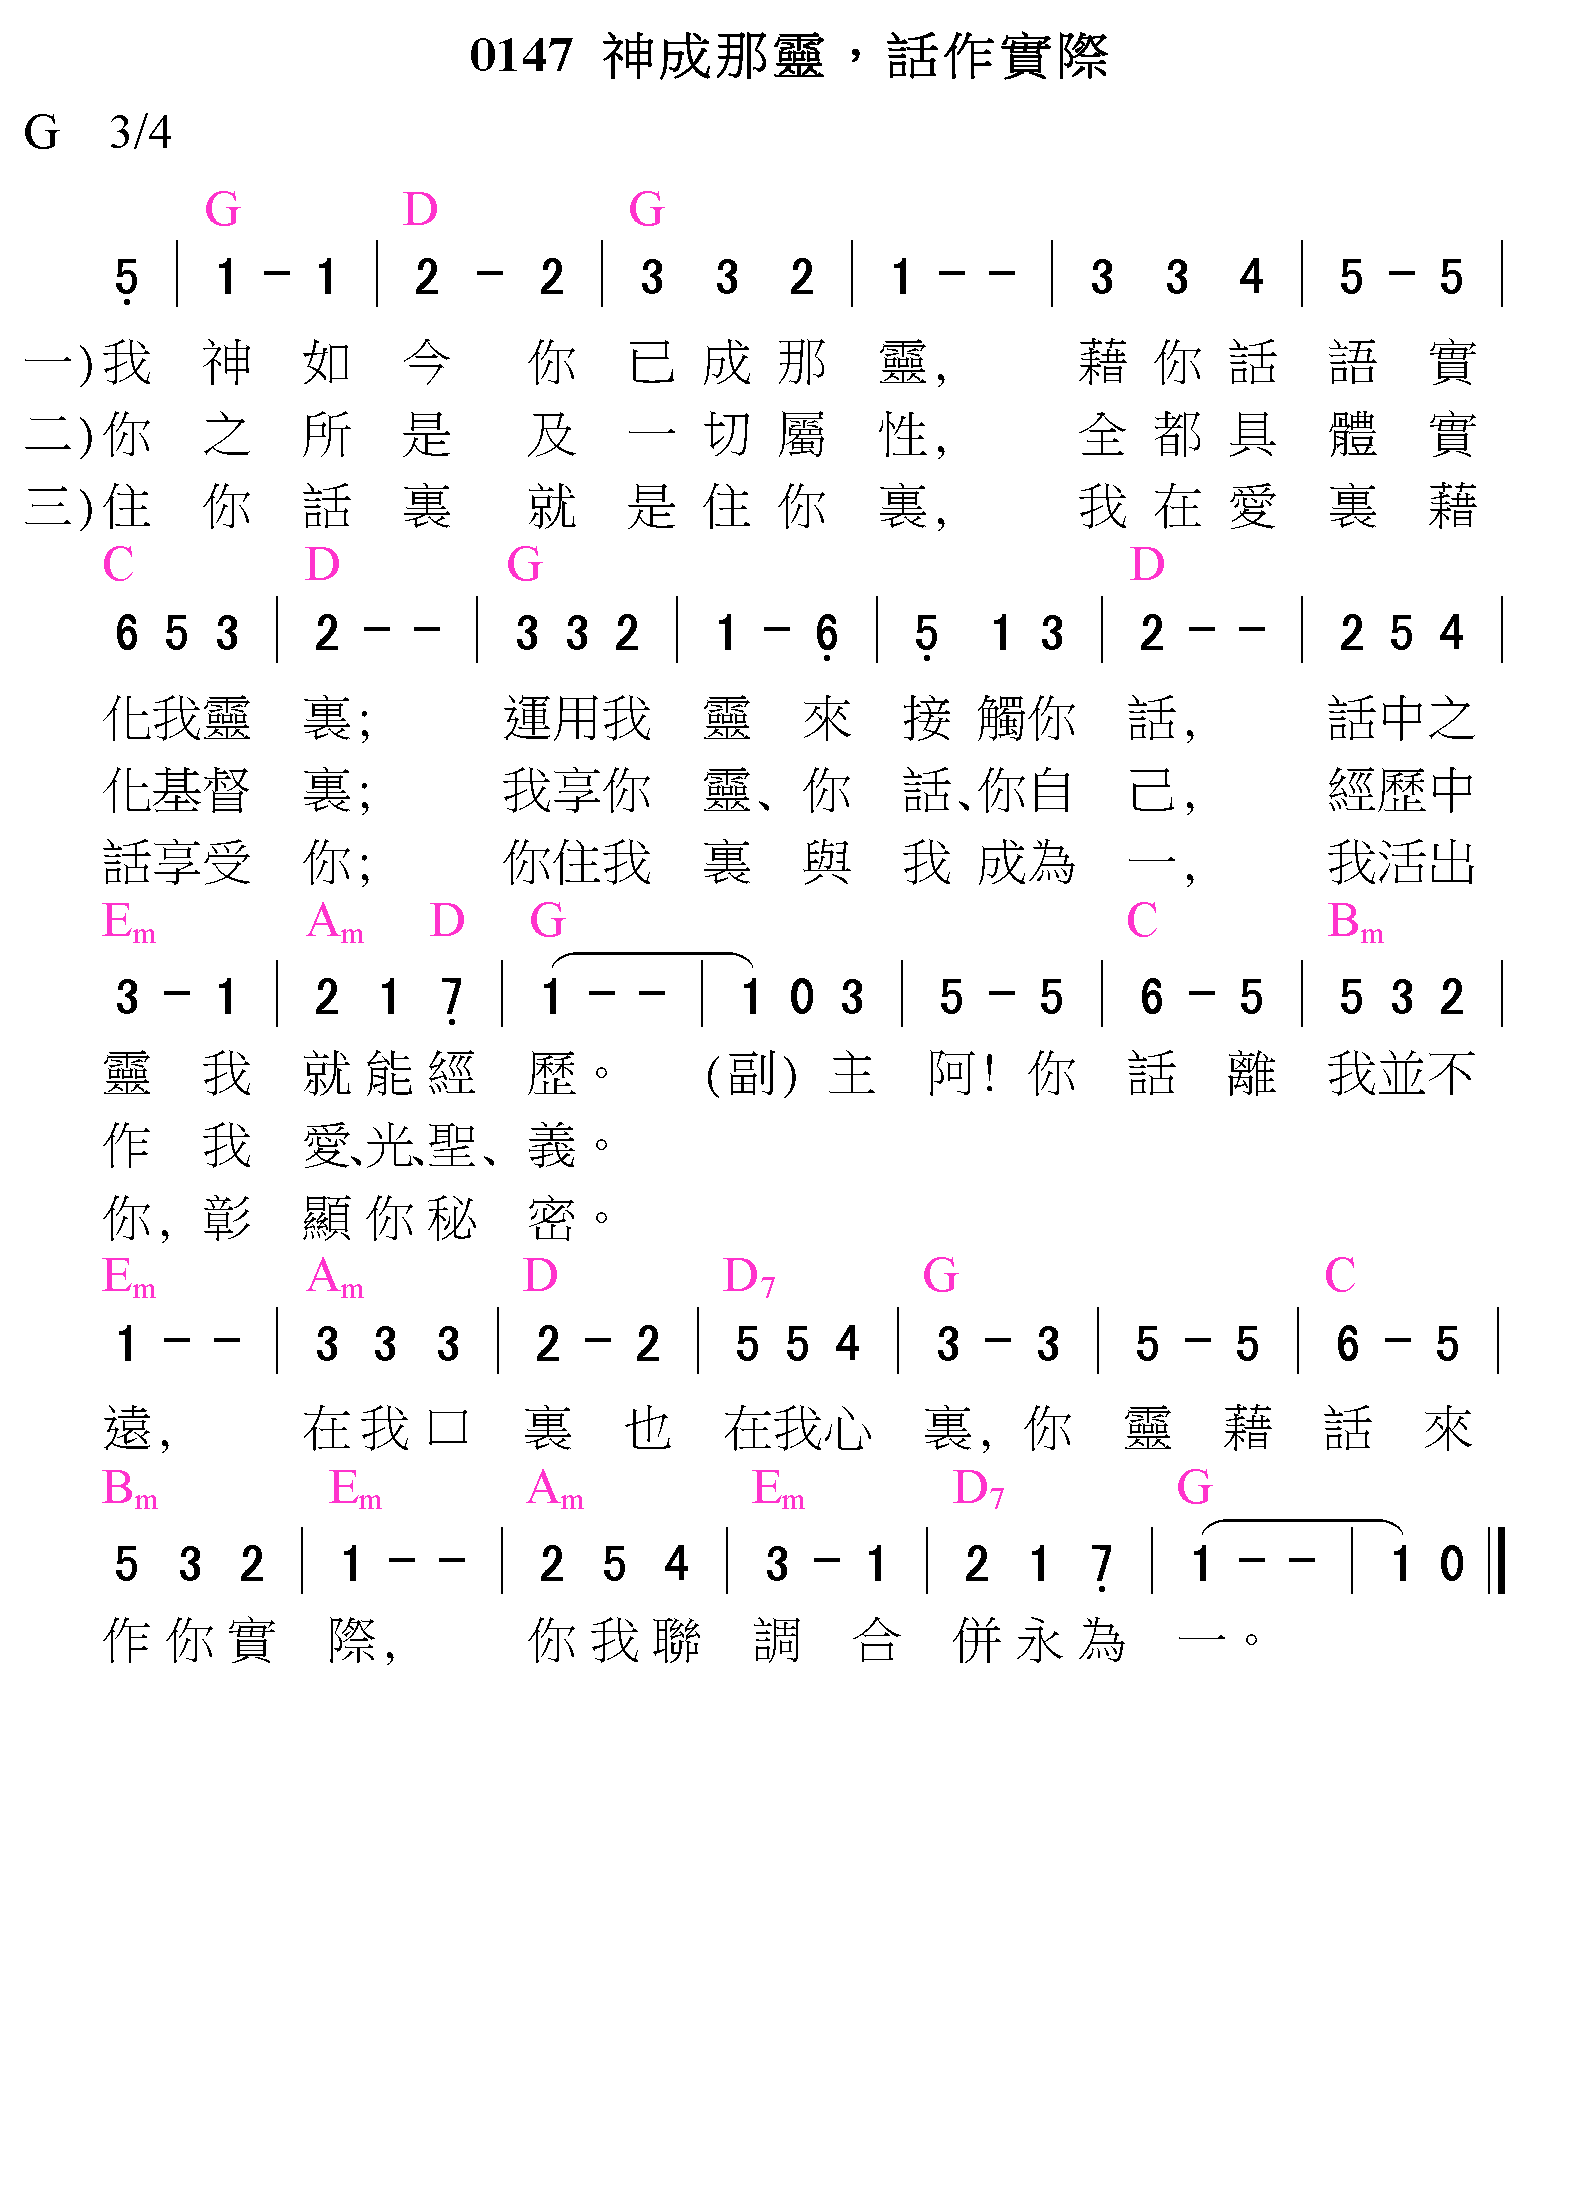 0147 神成那靈，話作實際
G 3/4
G D G
5̣ | 1 - 1 | 2 - 2 | 3 3 2 | 1 - - | 3 3 4 | 5 - 5 |
一)我 神 如 今 你 已 成 那 靈, 藉 你 話 語 實
二)你 之 所 是 及 一 切 屬 性, 全 都 具 體 實
三)住 你 話 裏 就 是 住 你 裏, 我 在 愛 裏 藉
C D G D
6 5 3 | 2 - - | 3 3 2 | 1 - 6̣ | 5̣ 1 3 | 2 - - | 2 5 4 |
化我靈 裏; 運用我 靈 來 接 觸你 話, 話中之
化基督 裏; 我享你 靈、你 話、你自 己, 經歷中
話享受 你; 你住我 裏 與 我 成為 一, 我活出
Em Am D G C Bm
3 - 1 | 2 1 7̣ | 1 - - | 1 0 3 | 5 - 5 | 6 - 5 | 5 3 2 |
靈 我 就 能 經 歷。 (副) 主 阿! 你 話 離 我並不
作 我 愛、光、聖、義。
你, 彰 顯 你 秘 密。
Em Am D D7 G C
1 - - | 3 3 3 | 2 - 2 | 5 5 4 | 3 - 3 | 5 - 5 | 6 - 5 |
遠, 在 我 口 裏 也 在我心 裏, 你 靈 藉 話 來
Bm Em Am Em D7 G
5 3 2 | 1 - - | 2 5 4 | 3 - 1 | 2 1 7̣ | 1 - - | 1 0 ‖
作 你 實 際, 你 我 聯 調 合 併 永 為 一。